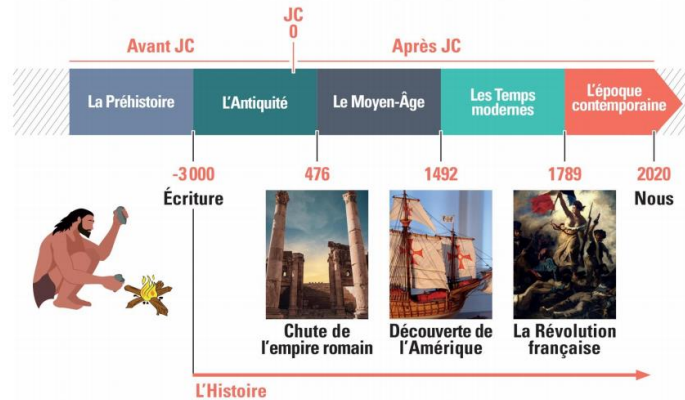 JC
0
Avant JC
Après JC
La Préhistoire
L'Antiquité
Le Moyen-Âge
Les Temps
modernes
L'époque
contemporaine
-3 000
476
1492
1789
2020
Écriture
Nous
Chute de
l'empire romain
Découverte de
l'Amérique
La Révolution
française
L'Histoire